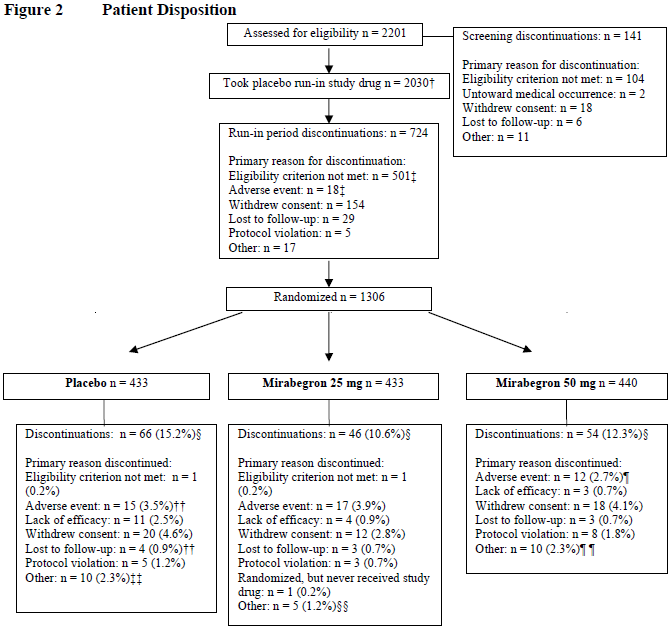 Figure 2 Patient Disposition
Assessed for eligibility n = 2201
Screening discontinuations: n = 141
Primary reason for discontinuation:
Eligibility criterion not met: n = 104
Untoward medical occurrence: n = 2
Withdrew consent: n = 18
Lost to follow-up: n = 6
Other: n = 11
Took placebo run-in study drug n = 2030†
Run-in period discontinuations: n = 724
Primary reason for discontinuation:
Eligibility criterion not met: n = 501‡
Adverse event: n = 18‡
Withdrew consent: n = 154
Lost to follow-up: n = 29
Protocol violation: n = 5
Other: n = 17
Randomized n = 1306
Placebo n = 433
Discontinuations: n = 66 (15.2%)§
Primary reason discontinued:
Eligibility criterion not met: n = 1
(0.2%)
Adverse event: n = 15 (3.5%)††
Lack of efficacy: n = 11 (2.5%)
Withdrew consent: n = 20 (4.6%)
Lost to follow-up: n = 4 (0.9%)††
Protocol violation: n = 5 (1.2%)
Other: n = 10 (2.3%)‡‡
Mirabegron 25 mg n = 433
Discontinuations: n = 46 (10.6%)§
Primary reason discontinued:
Eligibility criterion not met: n = 1
(0.2%)
Adverse event: n = 17 (3.9%)
Lack of efficacy: n = 4 (0.9%)
Withdrew consent: n = 12 (2.8%)
Lost to follow-up: n = 3 (0.7%)
Protocol violation: n = 3 (0.7%)
Randomized, but never received study
drug: n = 1 (0.2%)
Other: n = 5 (1.2%)§§
Mirabegron 50 mg n = 440
Discontinuations: n = 54 (12.3%)§
Primary reason discontinued:
Adverse event: n = 12 (2.7%)¶
Lack of efficacy: n = 3 (0.7%)
Withdrew consent: n = 18 (4.1%)
Lost to follow-up: n = 3 (0.7%)
Protocol violation: n = 8 (1.8%)
Other: n = 10 (2.3%)¶ ¶